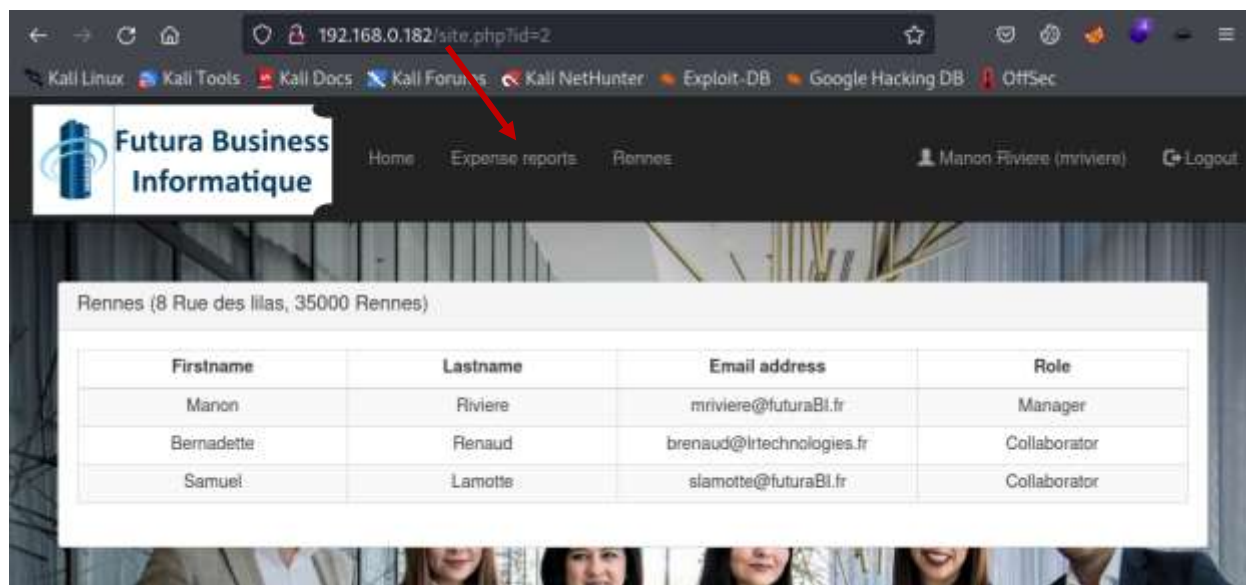 192.168.0.182/site.php?id=2
Kali Linux Kali Tools Kali Docs Kali Forums Kali NetHunter Exploit-DB Google Hacking DB OffSec
Futura Business
Informatique
Home Expense reports Rennes Manon Riviere (mriviere) Logout
Rennes (8 Rue des lilas, 35000 Rennes)
Firstname Lastname Email address Role
Manon Riviere mriviere@futuraBI.fr Manager
Bernadette Renaud brenaud@lrtechnologies.fr Collaborator
Samuel Lamotte slamotte@futuraBI.fr Collaborator